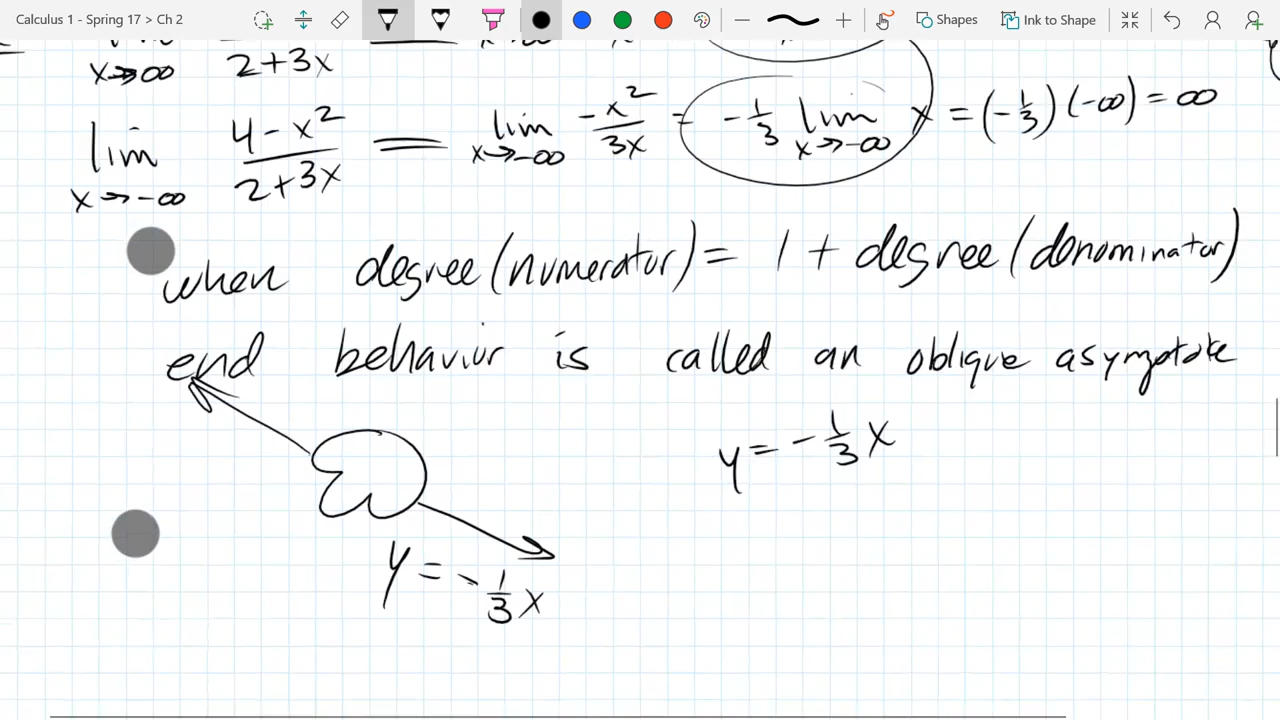 Calculus 1 - Spring 17 > Ch 2
Shapes
Ink to Shape
x→∞ 2+3x
lim x→-∞ (4-x²)/(2+3x) = lim x→-∞ -x²/3x = -1/3 lim x→-∞ x = (-1/3)(-∞) = ∞
when degree(numerator) = 1 + degree(denominator)
end behavior is called an oblique asymptote
y = -1/3 x
y = -1/3 x